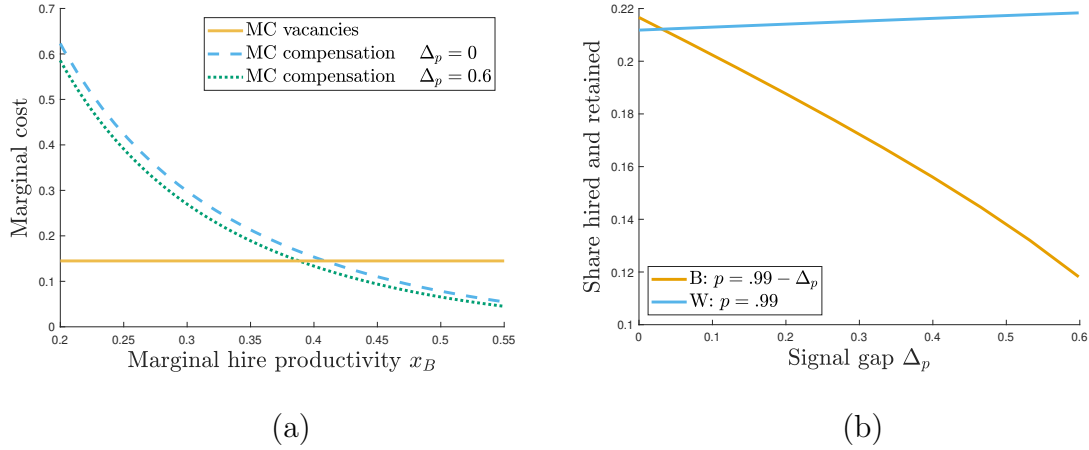 0.7
0.6
0.5
0.4
0.3
0.2
0.1
0
Marginal cost
MC vacancies
MC compensation Δp = 0
MC compensation Δp = 0.6
0.2 0.25 0.3 0.35 0.4 0.45 0.5 0.55
Marginal hire productivity xB
(a)
0.22
0.2
0.18
0.16
0.14
0.12
0.1
Share hired and retained
B: p = .99 − Δp
W: p = .99
0 0.1 0.2 0.3 0.4 0.5 0.6
Signal gap Δp
(b)